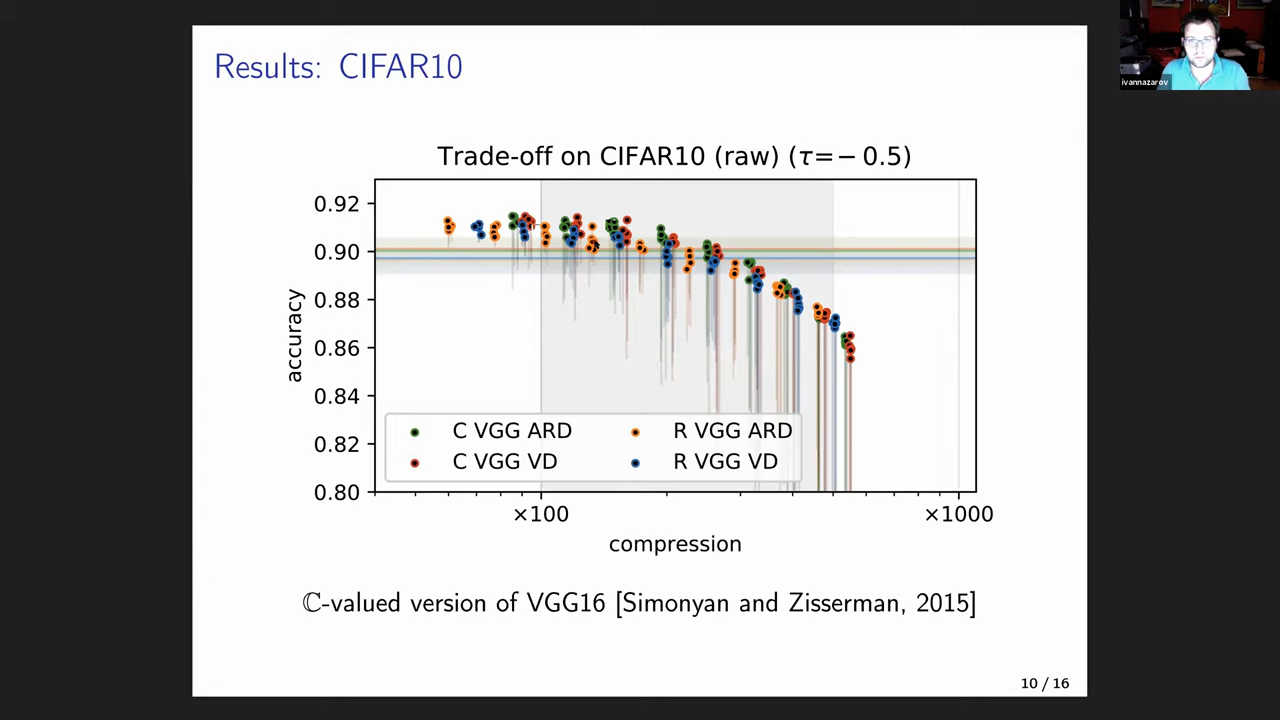 Results: CIFAR10
ivannazarov
Trade-off on CIFAR10 (raw) (τ=− 0.5)
0.92
0.90
0.88
0.86
0.84
0.82
0.80
accuracy
C VGG ARD
R VGG ARD
C VGG VD
R VGG VD
×100
×1000
compression
ℂ-valued version of VGG16 [Simonyan and Zisserman, 2015]
10 / 16